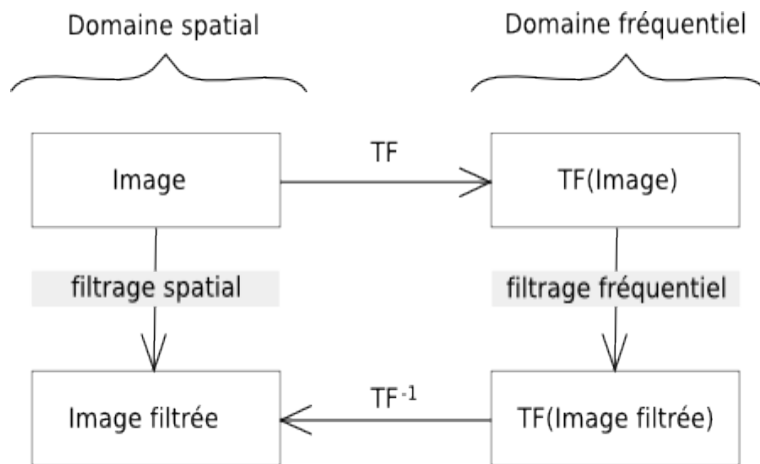 Domaine spatial
Domaine fréquentiel
TF
Image
TF(Image)
filtrage spatial
filtrage fréquentiel
TF-1
Image filtrée
TF(Image filtrée)